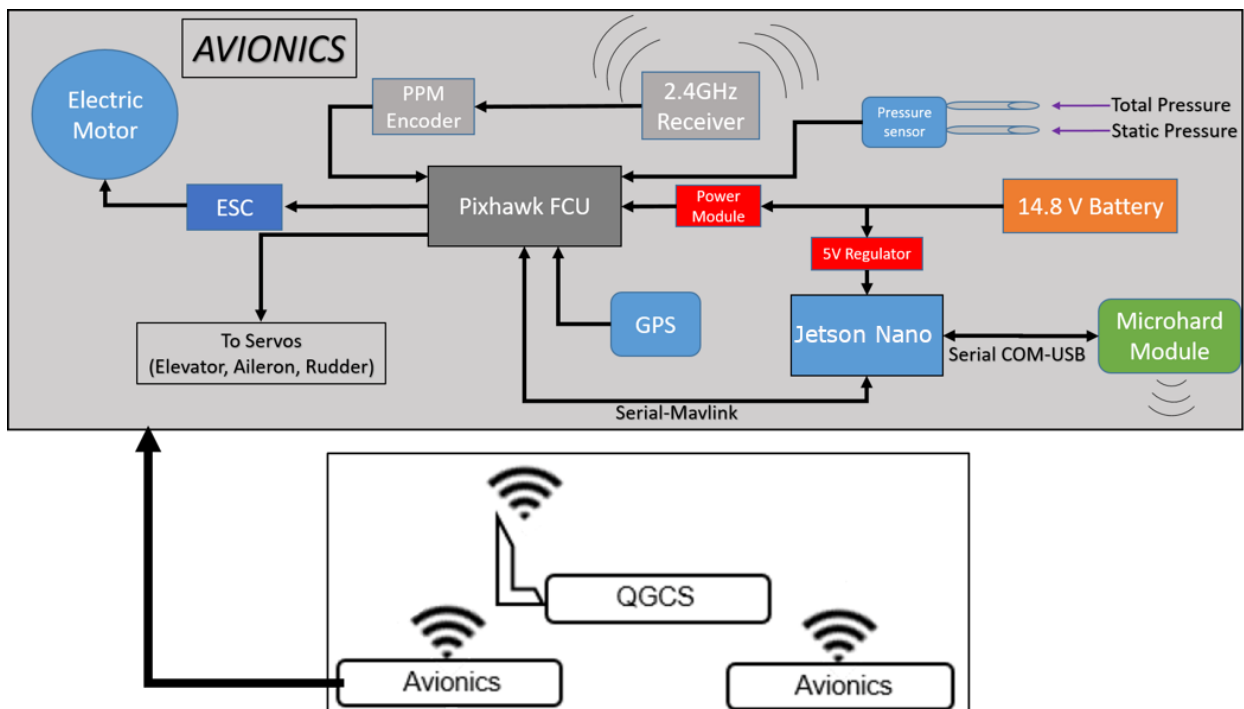 AVIONICS
Electric
Motor
PPM
Encoder
2.4GHz
Receiver
Pressure
sensor
Total Pressure
Static Pressure
ESC
Pixhawk FCU
Power
Module
14.8 V Battery
5V Regulator
To Servos
(Elevator, Aileron, Rudder)
GPS
Jetson Nano
Serial COM-USB
Microhard
Module
Serial-Mavlink
QGCS
Avionics
Avionics